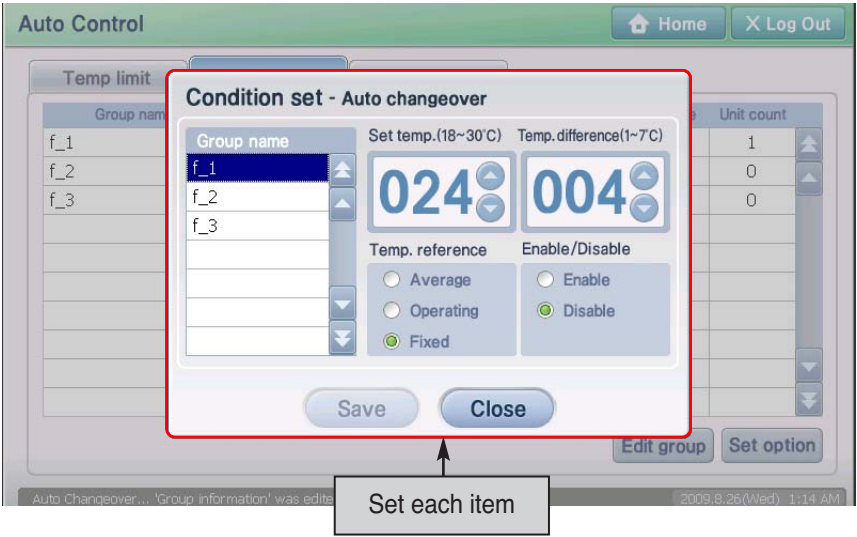 Auto Control
Home
X Log Out
Temp limit
Group nam
Unit count
f_1
1
f_2
0
f_3
0
Condition set - Auto changeover
Group name
f_1
f_2
f_3
Set temp.(18~30℃)
Temp.difference(1~7℃)
024
004
Temp. reference
Enable/Disable
Average
Enable
Operating
Disable
Fixed
Save
Close
Edit group
Set option
Auto Changeover... 'Group information' was edite
2009.8.26(Wed) 1:14 AM
Set each item